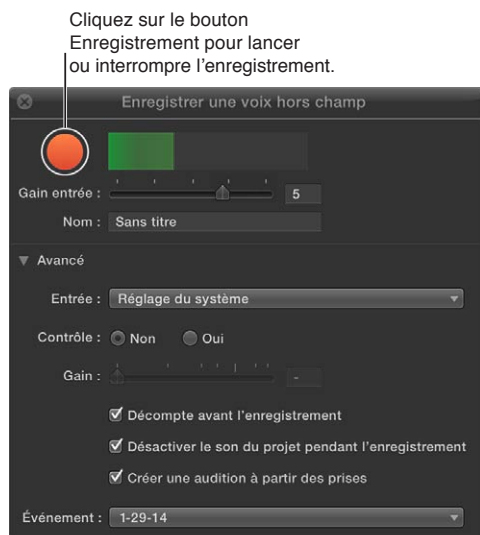 Cliquez sur le bouton
Enregistrement pour lancer
ou interrompre l’enregistrement.
Enregistrer une voix hors champ
Gain entrée : 5
Nom : Sans titre
Avancé
Entrée : Réglage du système
Contrôle : Non Oui
Gain : -
Décompte avant l'enregistrement
Désactiver le son du projet pendant l'enregistrement
Créer une audition à partir des prises
Événement : 1-29-14